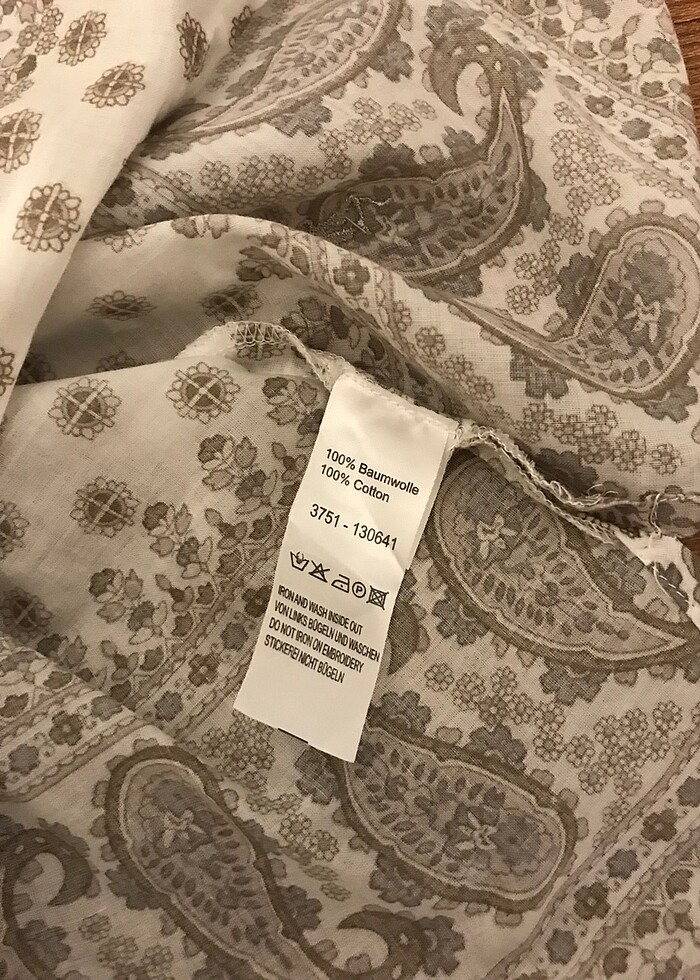 100% Baumwolle
100% Cotton
3751 - 130641
P
IRON AND WASH INSIDE OUT
VON LINKS BÜGELN UND WASCHEN
DO NOT IRON ON EMBROIDERY
STICKEREI NICHT BÜGELN